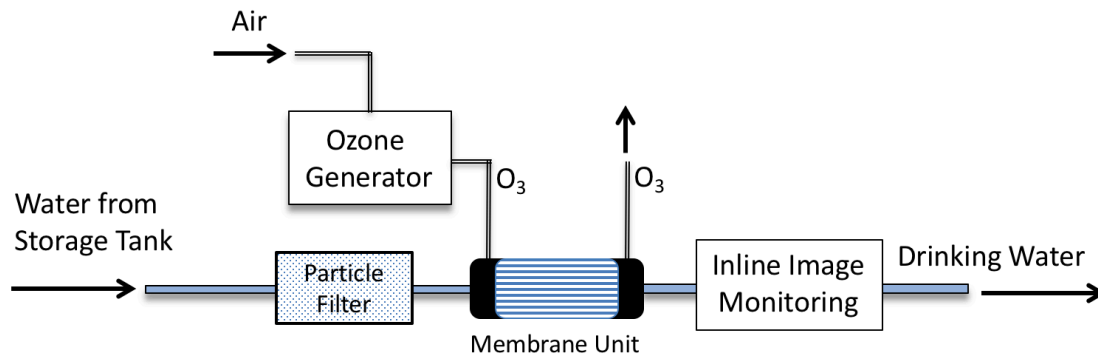 Air
Ozone
Generator
O₃
O₃
Water from
Storage Tank
Particle
Filter
Membrane Unit
Inline Image
Monitoring
Drinking Water